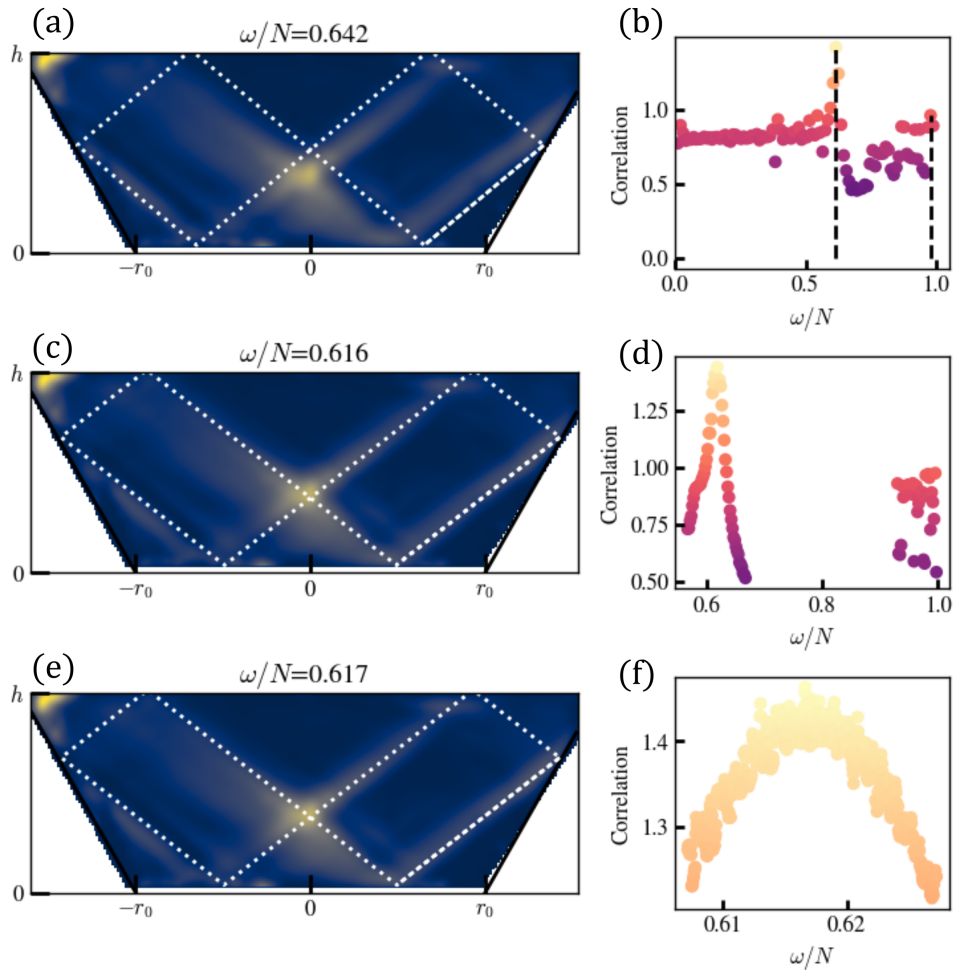 (a)
ω/N=0.642
h
0
−r₀
0
r₀
(b)
Correlation
1.0
0.5
0.0
0.0
0.5
1.0
ω/N
(c)
ω/N=0.616
h
0
−r₀
0
r₀
(d)
Correlation
1.25
1.00
0.75
0.50
0.6
0.8
1.0
ω/N
(e)
ω/N=0.617
h
0
−r₀
0
r₀
(f)
Correlation
1.4
1.3
0.61
0.62
ω/N